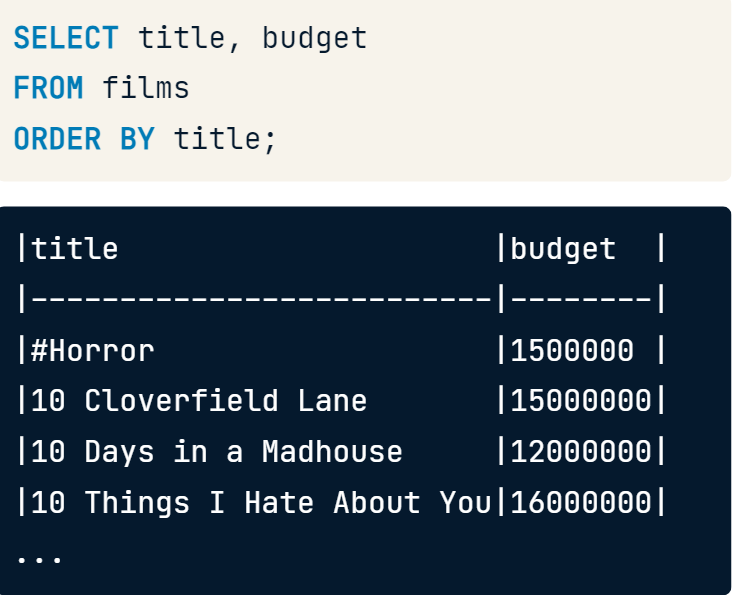 SELECT title, budget
FROM films
ORDER BY title;
|title                     |budget  |
|--------------------------|--------|
|#Horror                   |1500000 |
|10 Cloverfield Lane       |15000000|
|10 Days in a Madhouse     |12000000|
|10 Things I Hate About You|16000000|
...